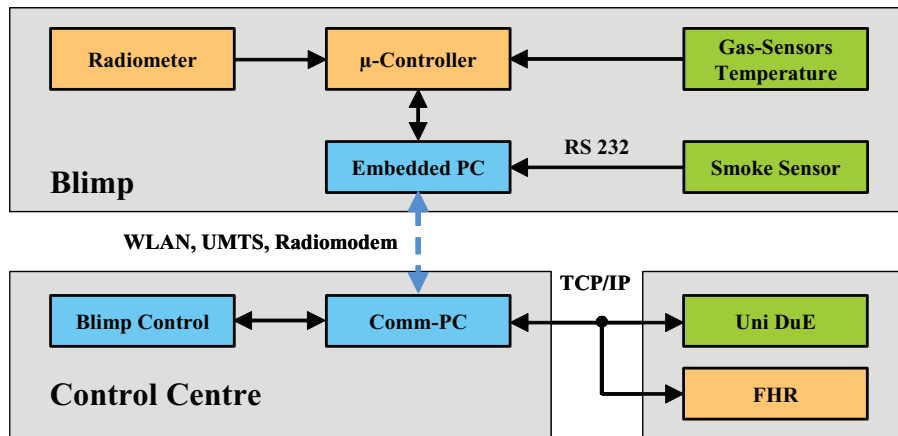 Radiometer
µ-Controller
Gas-Sensors
Temperature
RS 232
Embedded PC
Smoke Sensor
Blimp
WLAN, UMTS, Radiomodem
TCP/IP
Blimp Control
Comm-PC
Uni DuE
Control Centre
FHR